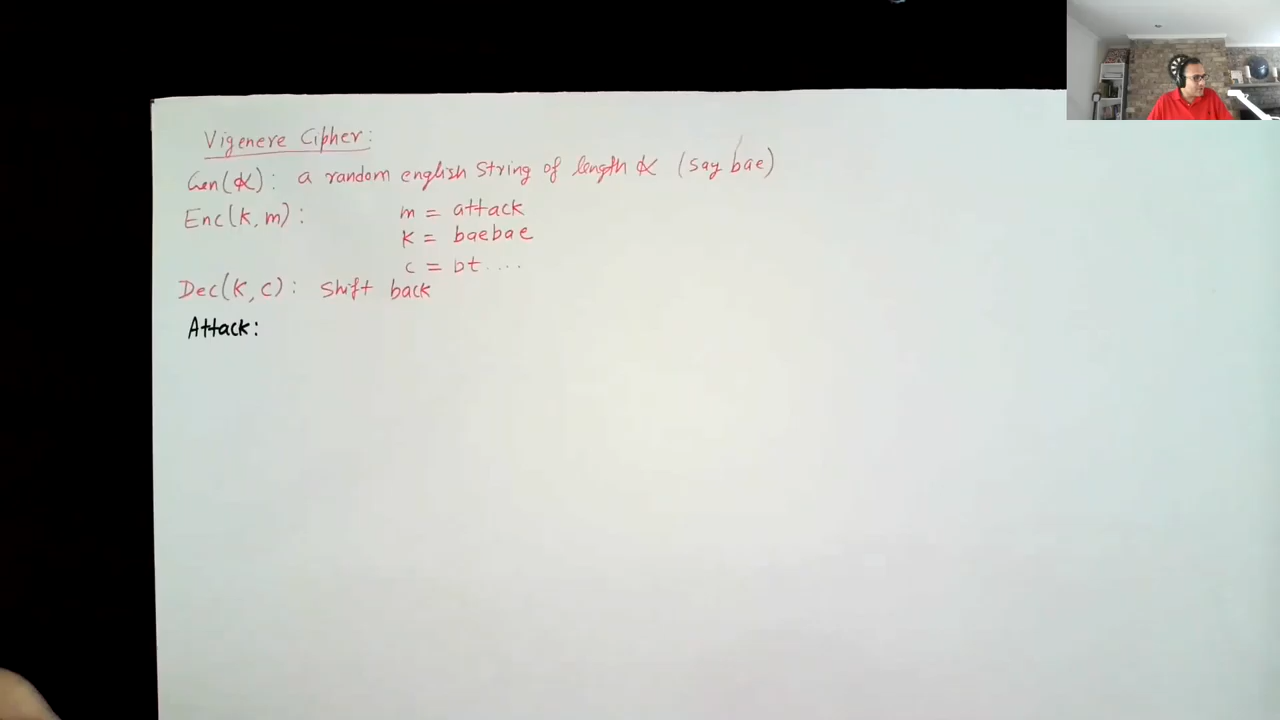 Vigenere Cipher:
Gen(α): a random english string of length α (say bae)
Enc(k, m): m = attack
k = baebae
c = bt....
Dec(k, c): shift back
Attack: